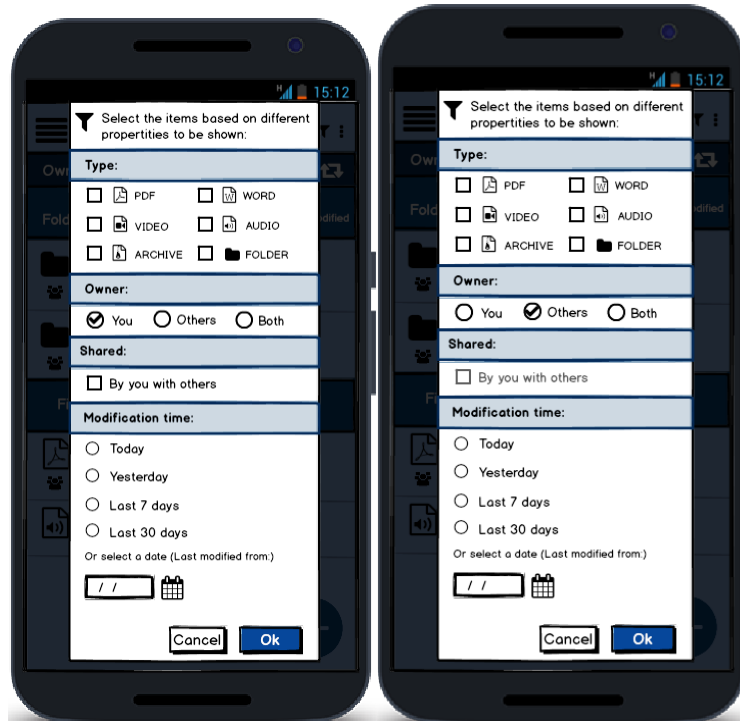 H 15:12
Select the items based on different
propertities to be shown:
Type:
PDF WORD
VIDEO AUDIO
ARCHIVE FOLDER
Owner:
You Others Both
Shared:
By you with others
Modification time:
Today
Yesterday
Last 7 days
Last 30 days
Or select a date (Last modified from:)
/ /
Cancel Ok
H 15:12
Select the items based on different
propertities to be shown:
Type:
PDF WORD
VIDEO AUDIO
ARCHIVE FOLDER
Owner:
You Others Both
Shared:
By you with others
Modification time:
Today
Yesterday
Last 7 days
Last 30 days
Or select a date (Last modified from:)
/ /
Cancel Ok